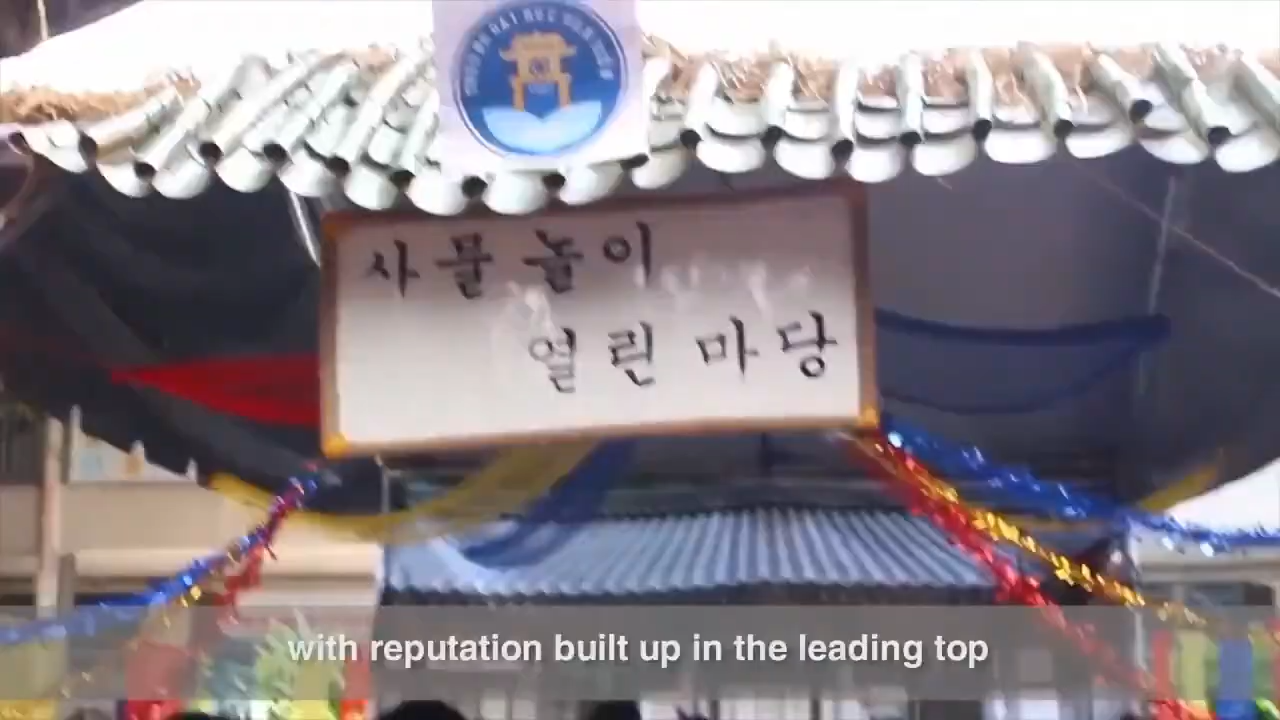 사물 놀이
열린 마당
with reputation built up in the leading top